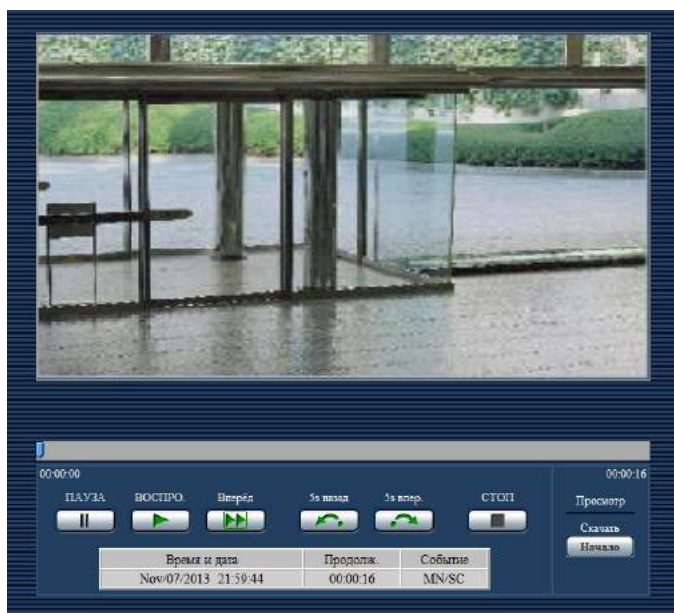 00:00:00 00:00:16
ПАУЗА ВОСПРО. Вперёд 5s назад 5s впер. СТОП Просмотр
Скачать
Начало
Время и дата Продолж. Событие
Nov/07/2013 21:59:44 00:00:16 MN/SC